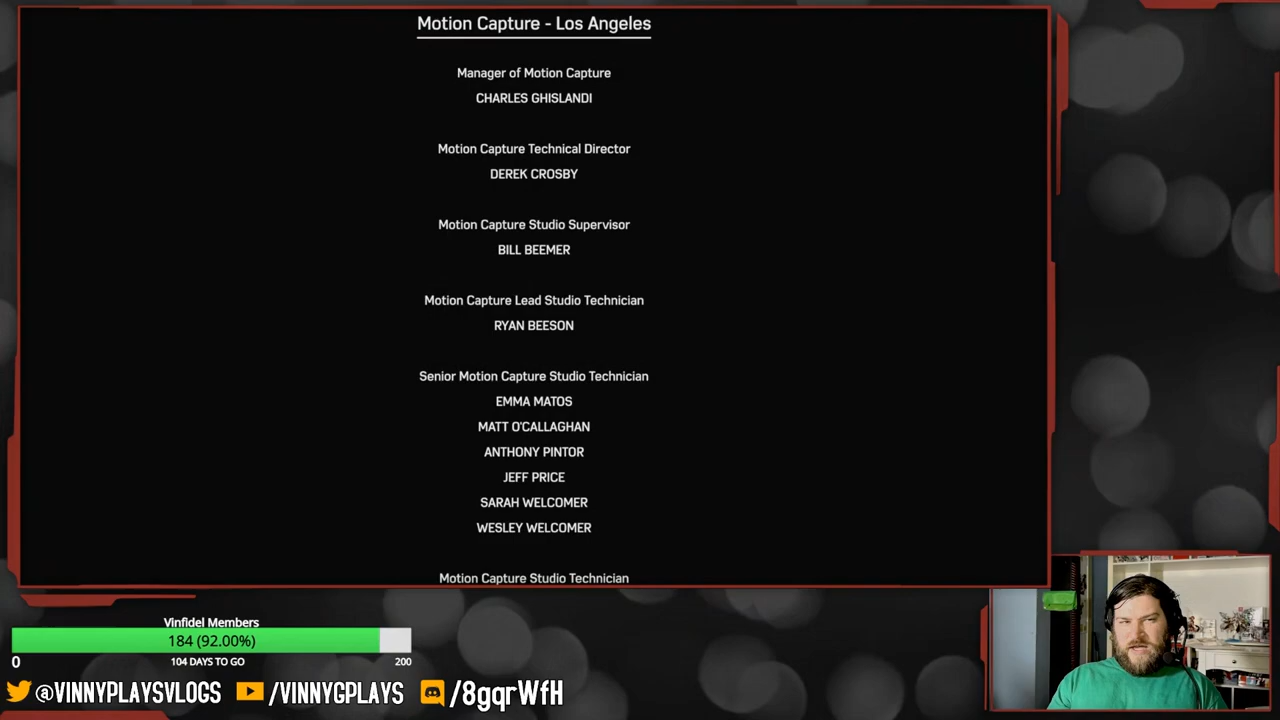 Motion Capture - Los Angeles
Manager of Motion Capture
CHARLES GHISLANDI
Motion Capture Technical Director
DEREK CROSBY
Motion Capture Studio Supervisor
BILL BEEMER
Motion Capture Lead Studio Technician
RYAN BEESON
Senior Motion Capture Studio Technician
EMMA MATOS
MATT O'CALLAGHAN
ANTHONY PINTOR
JEFF PRICE
SARAH WELCOMER
WESLEY WELCOMER
Motion Capture Studio Technician
Vinfidel Members
184 (92.00%)
0 104 DAYS TO GO 200
@VINNYPLAYSVLOGS /VINNYGPLAYS /8gqrWfH